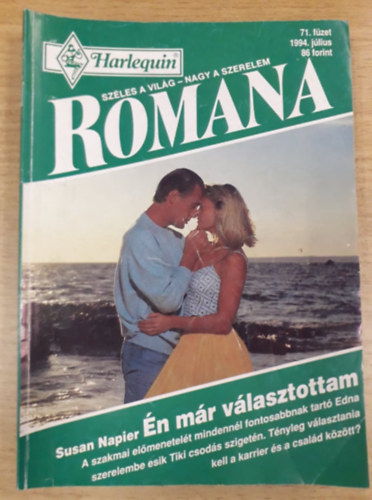 Harlequin®
71. füzet
1994. július
86 forint
SZÉLES A VILÁG – NAGY A SZERELEM
ROMANA
Susan Napier Én már választottam
A szakmai előmenetelét mindennél fontosabbnak tartó Edna
szerelembe esik Tiki csodás szigetén. Tényleg választania
kell a karrier és a család között?